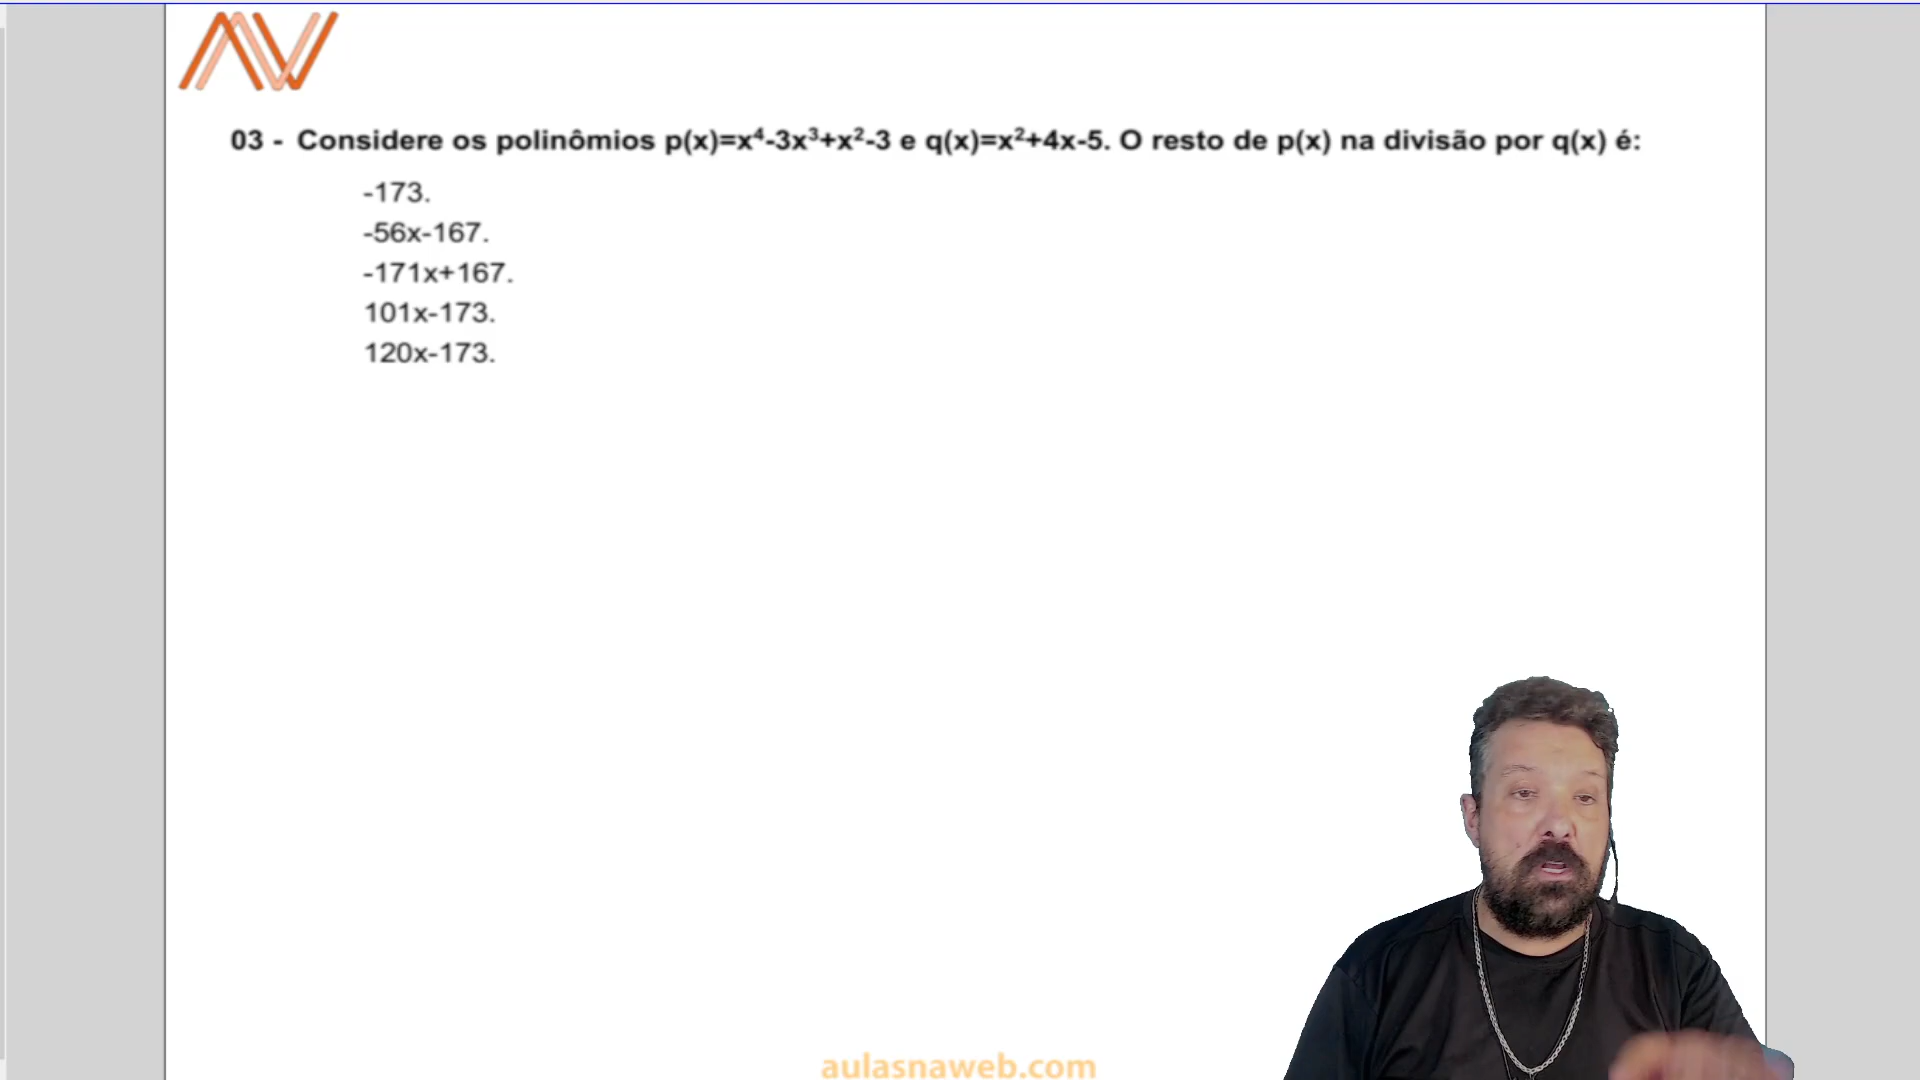 03 - Considere os polinômios p(x)=x⁴-3x³+x²-3 e q(x)=x²+4x-5. O resto de p(x) na divisão por q(x) é:
-173.
-56x-167.
-171x+167.
101x-173.
120x-173.
aulasnaweb.com